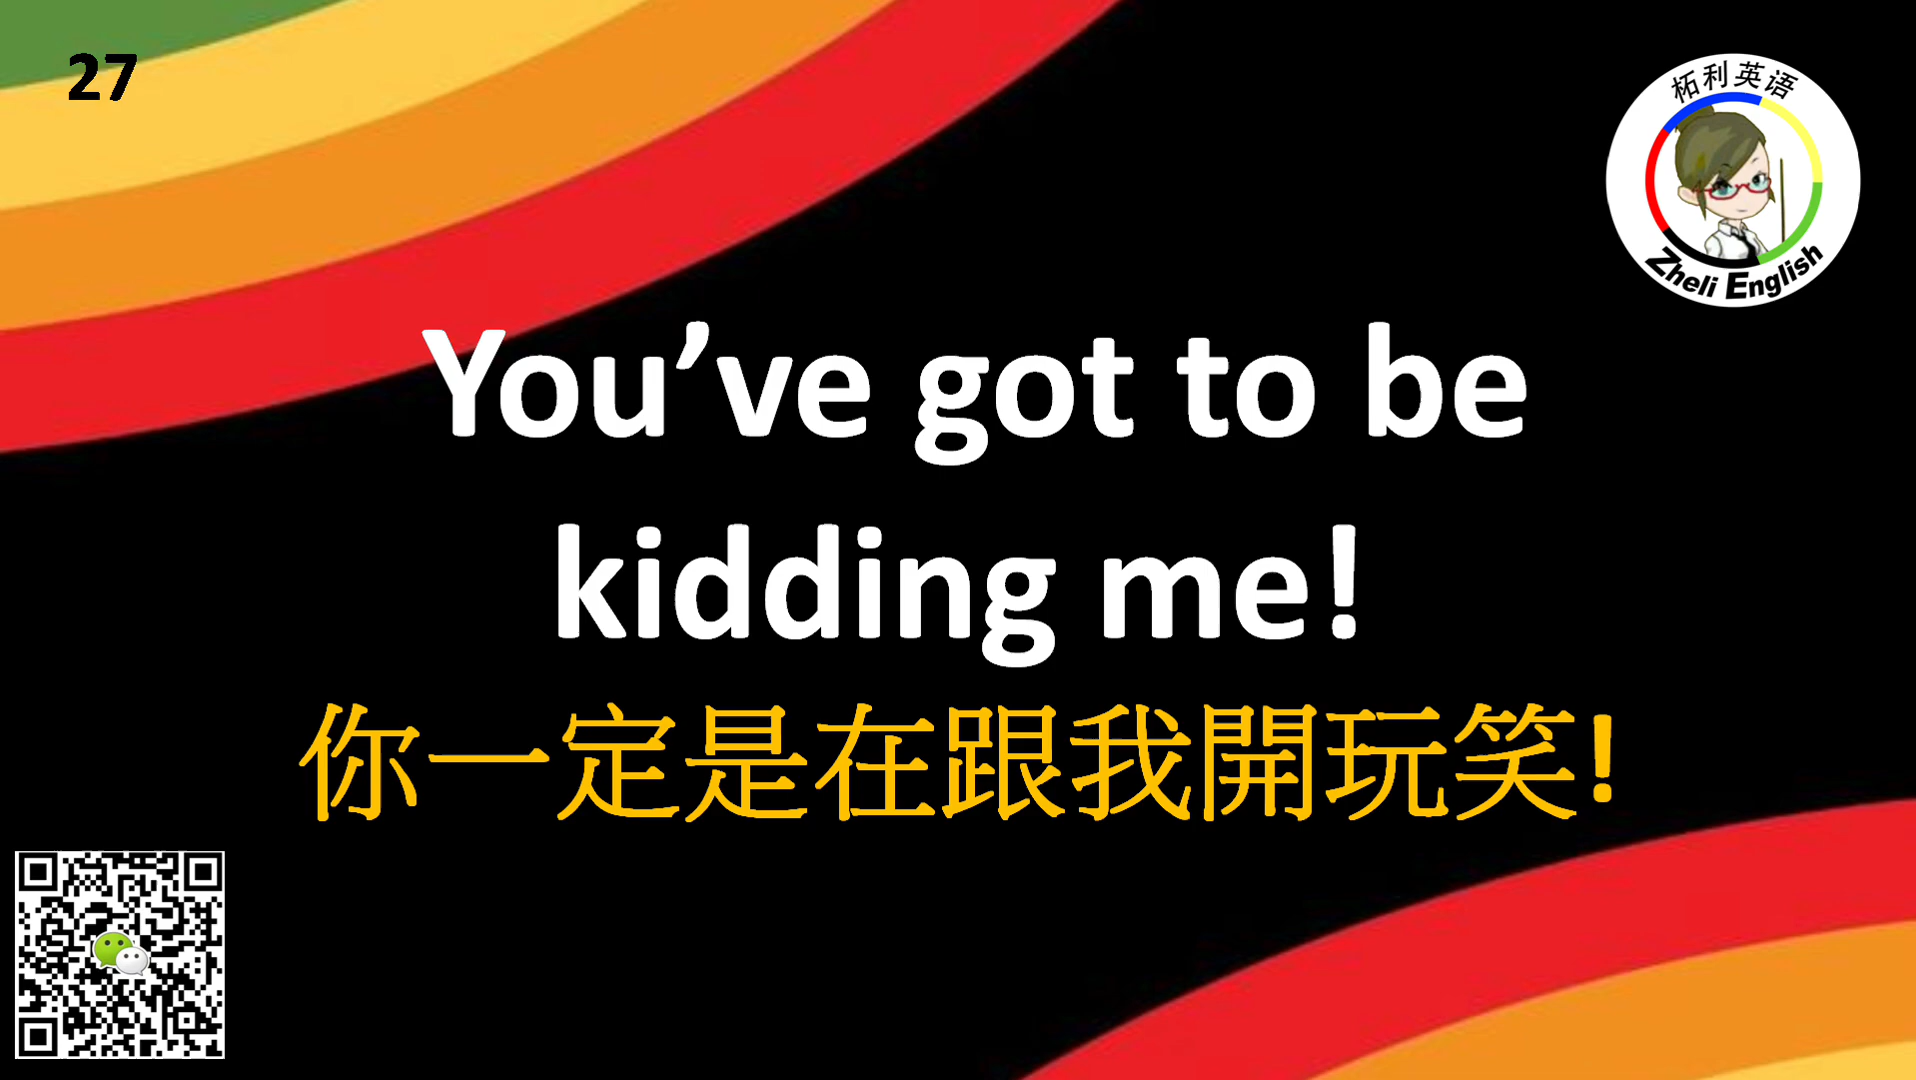 27
柘利英语
Zheli English
You’ve got to be
kidding me!
你一定是在跟我開玩笑!